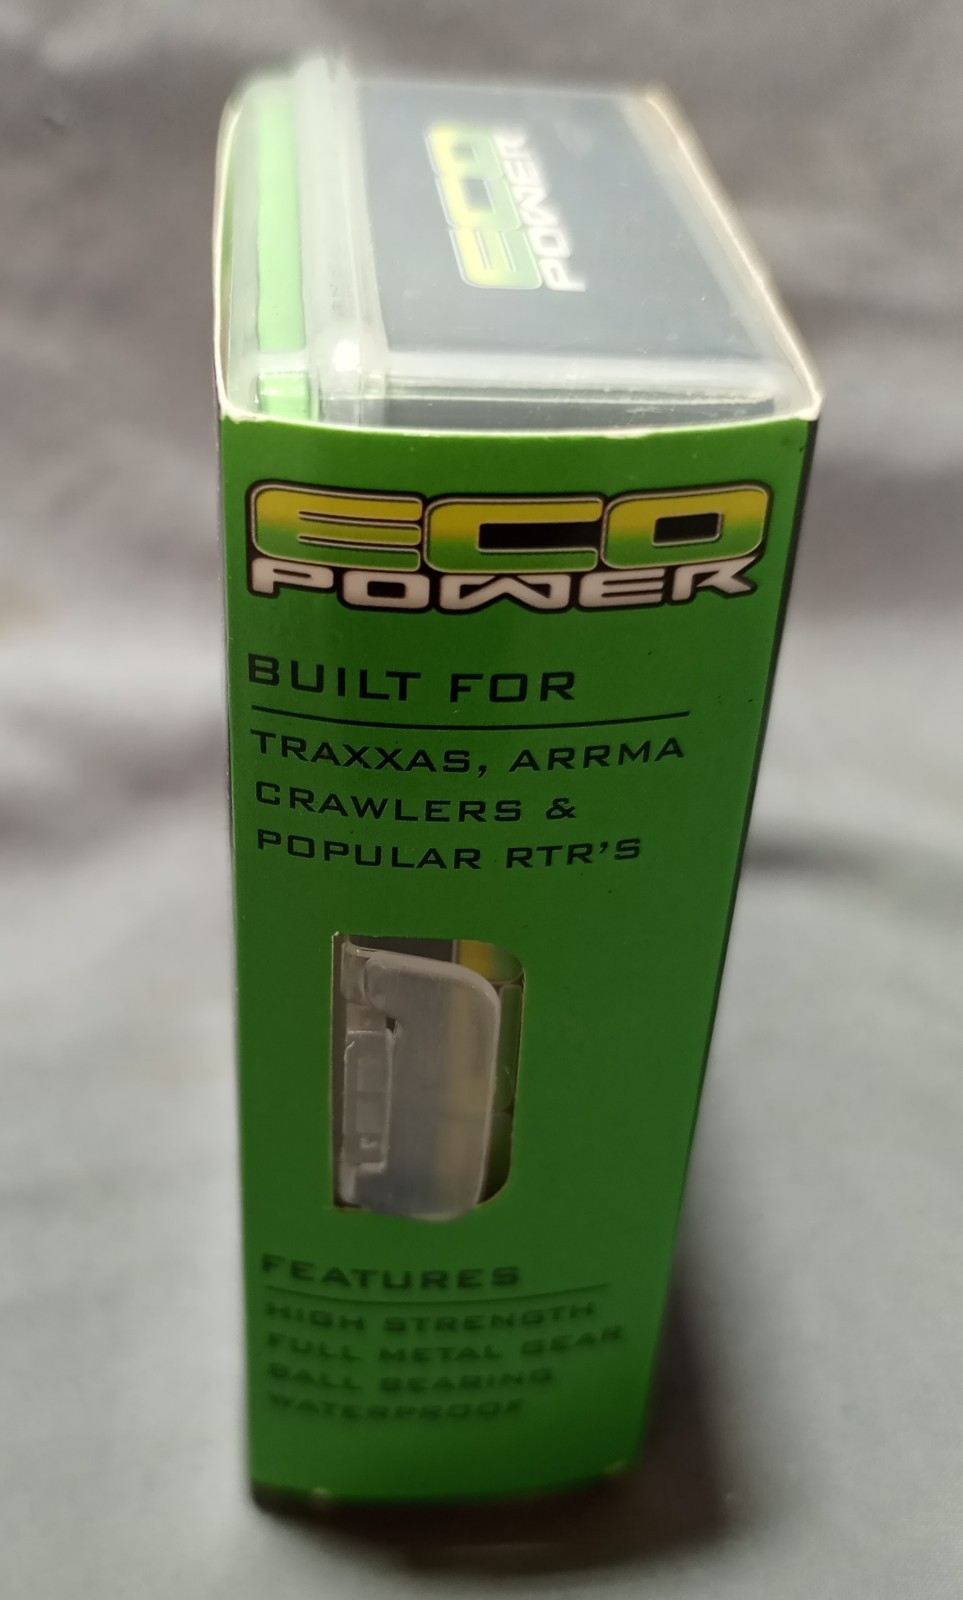 ECO
POWER
ECO
POWER
BUILT FOR
TRAXXAS, ARRMA
CRAWLERS &
POPULAR RTR'S
FEATURES
HIGH STRENGTH
FULL METAL GEAR
BALL BEARING
WATERPROOF